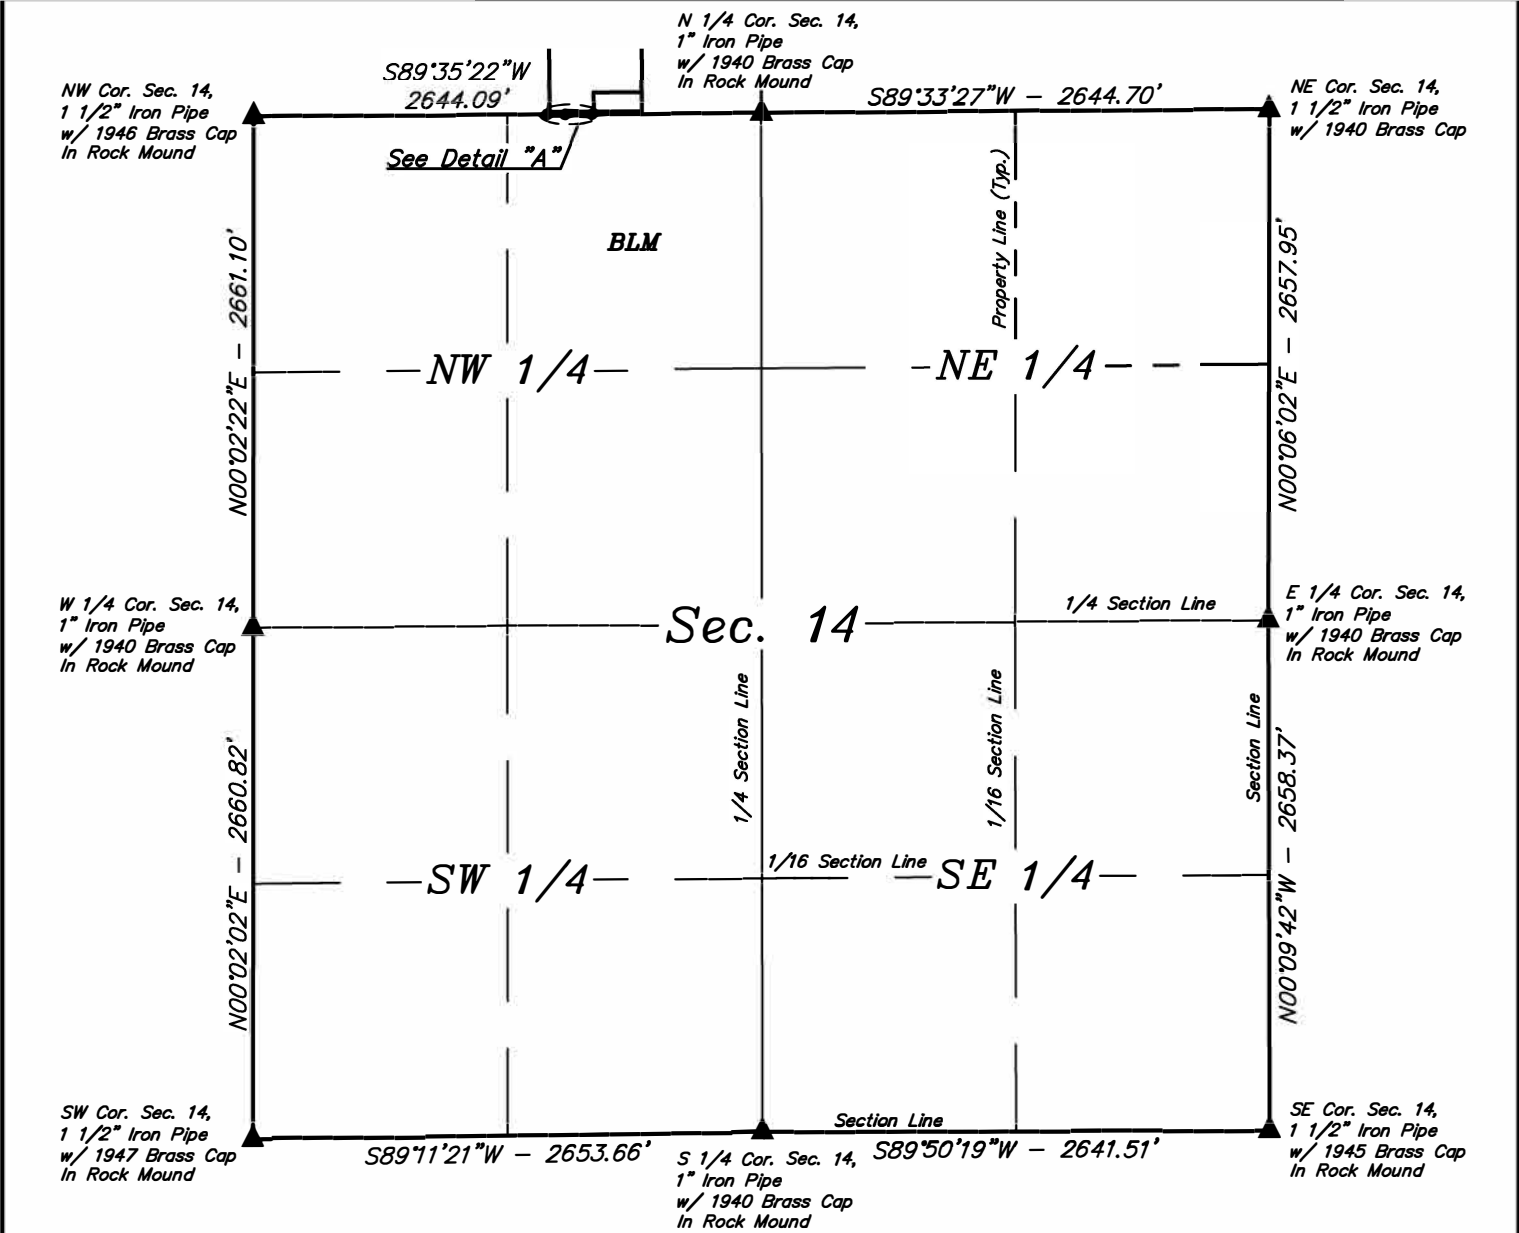 N 1/4 Cor. Sec. 14,
1" Iron Pipe
w/ 1940 Brass Cap
In Rock Mound
S89°35'22"W
2644.09'
NW Cor. Sec. 14,
1 1/2" Iron Pipe
w/ 1946 Brass Cap
In Rock Mound
S89°33'27"W - 2644.70'
NE Cor. Sec. 14,
1 1/2" Iron Pipe
w/ 1940 Brass Cap
See Detail "A"
Property Line (Typ.)
BLM
N00°02'22"E - 2661.10'
N00°06'02"E - 2657.95'
NW 1/4
NE 1/4
W 1/4 Cor. Sec. 14,
1" Iron Pipe
w/ 1940 Brass Cap
In Rock Mound
Sec. 14
1/4 Section Line
E 1/4 Cor. Sec. 14,
1" Iron Pipe
w/ 1940 Brass Cap
In Rock Mound
1/4 Section Line
1/16 Section Line
Section Line
N00°02'02"E - 2660.82'
N00°09'42"W - 2658.37'
SW 1/4
1/16 Section Line
SE 1/4
SW Cor. Sec. 14,
1 1/2" Iron Pipe
w/ 1947 Brass Cap
In Rock Mound
S89°11'21"W - 2653.66'
S 1/4 Cor. Sec. 14,
1" Iron Pipe
w/ 1940 Brass Cap
In Rock Mound
Section Line
S89°50'19"W - 2641.51'
SE Cor. Sec. 14,
1 1/2" Iron Pipe
w/ 1945 Brass Cap
In Rock Mound